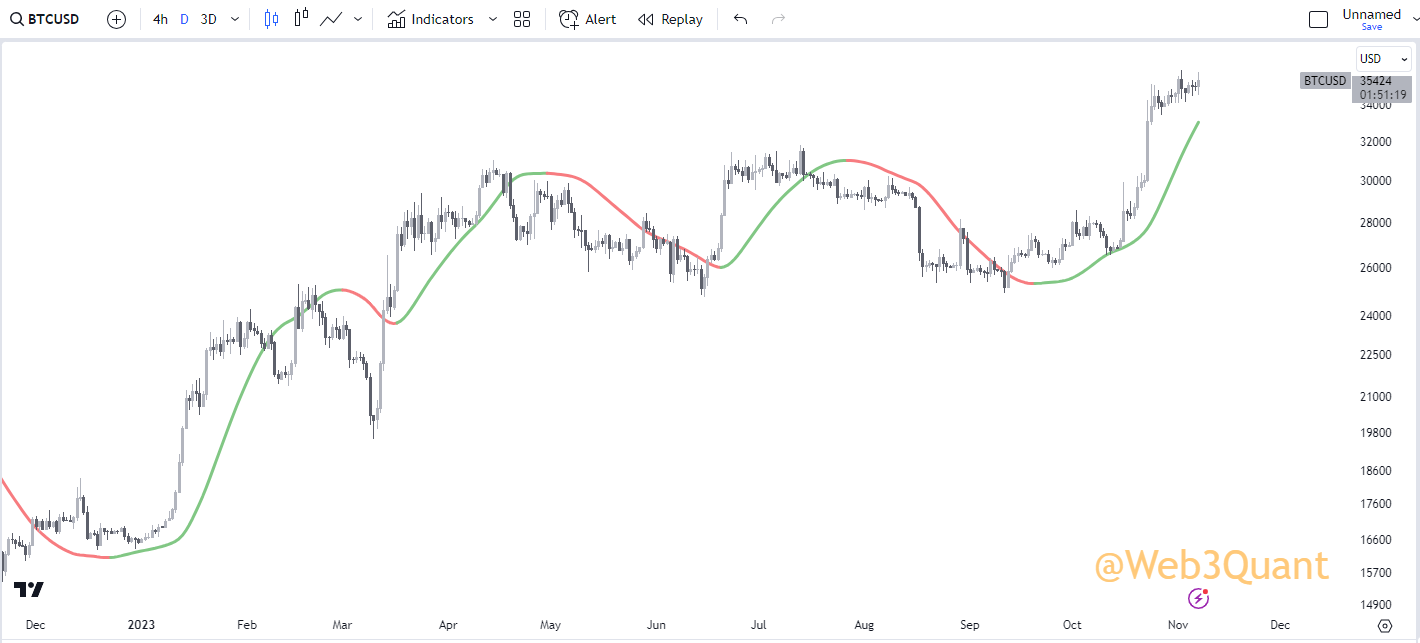 BTCUSD 4h D 3D Indicators Alert Replay Unnamed
Save
USD
BTCUSD 35424
01:51:19
34000
32000
30000
28000
26000
24000
22500
21000
19800
18600
17600
16600
15700
14900
@Web3Quant
Dec 2023 Feb Mar Apr May Jun Jul Aug Sep Oct Nov Dec